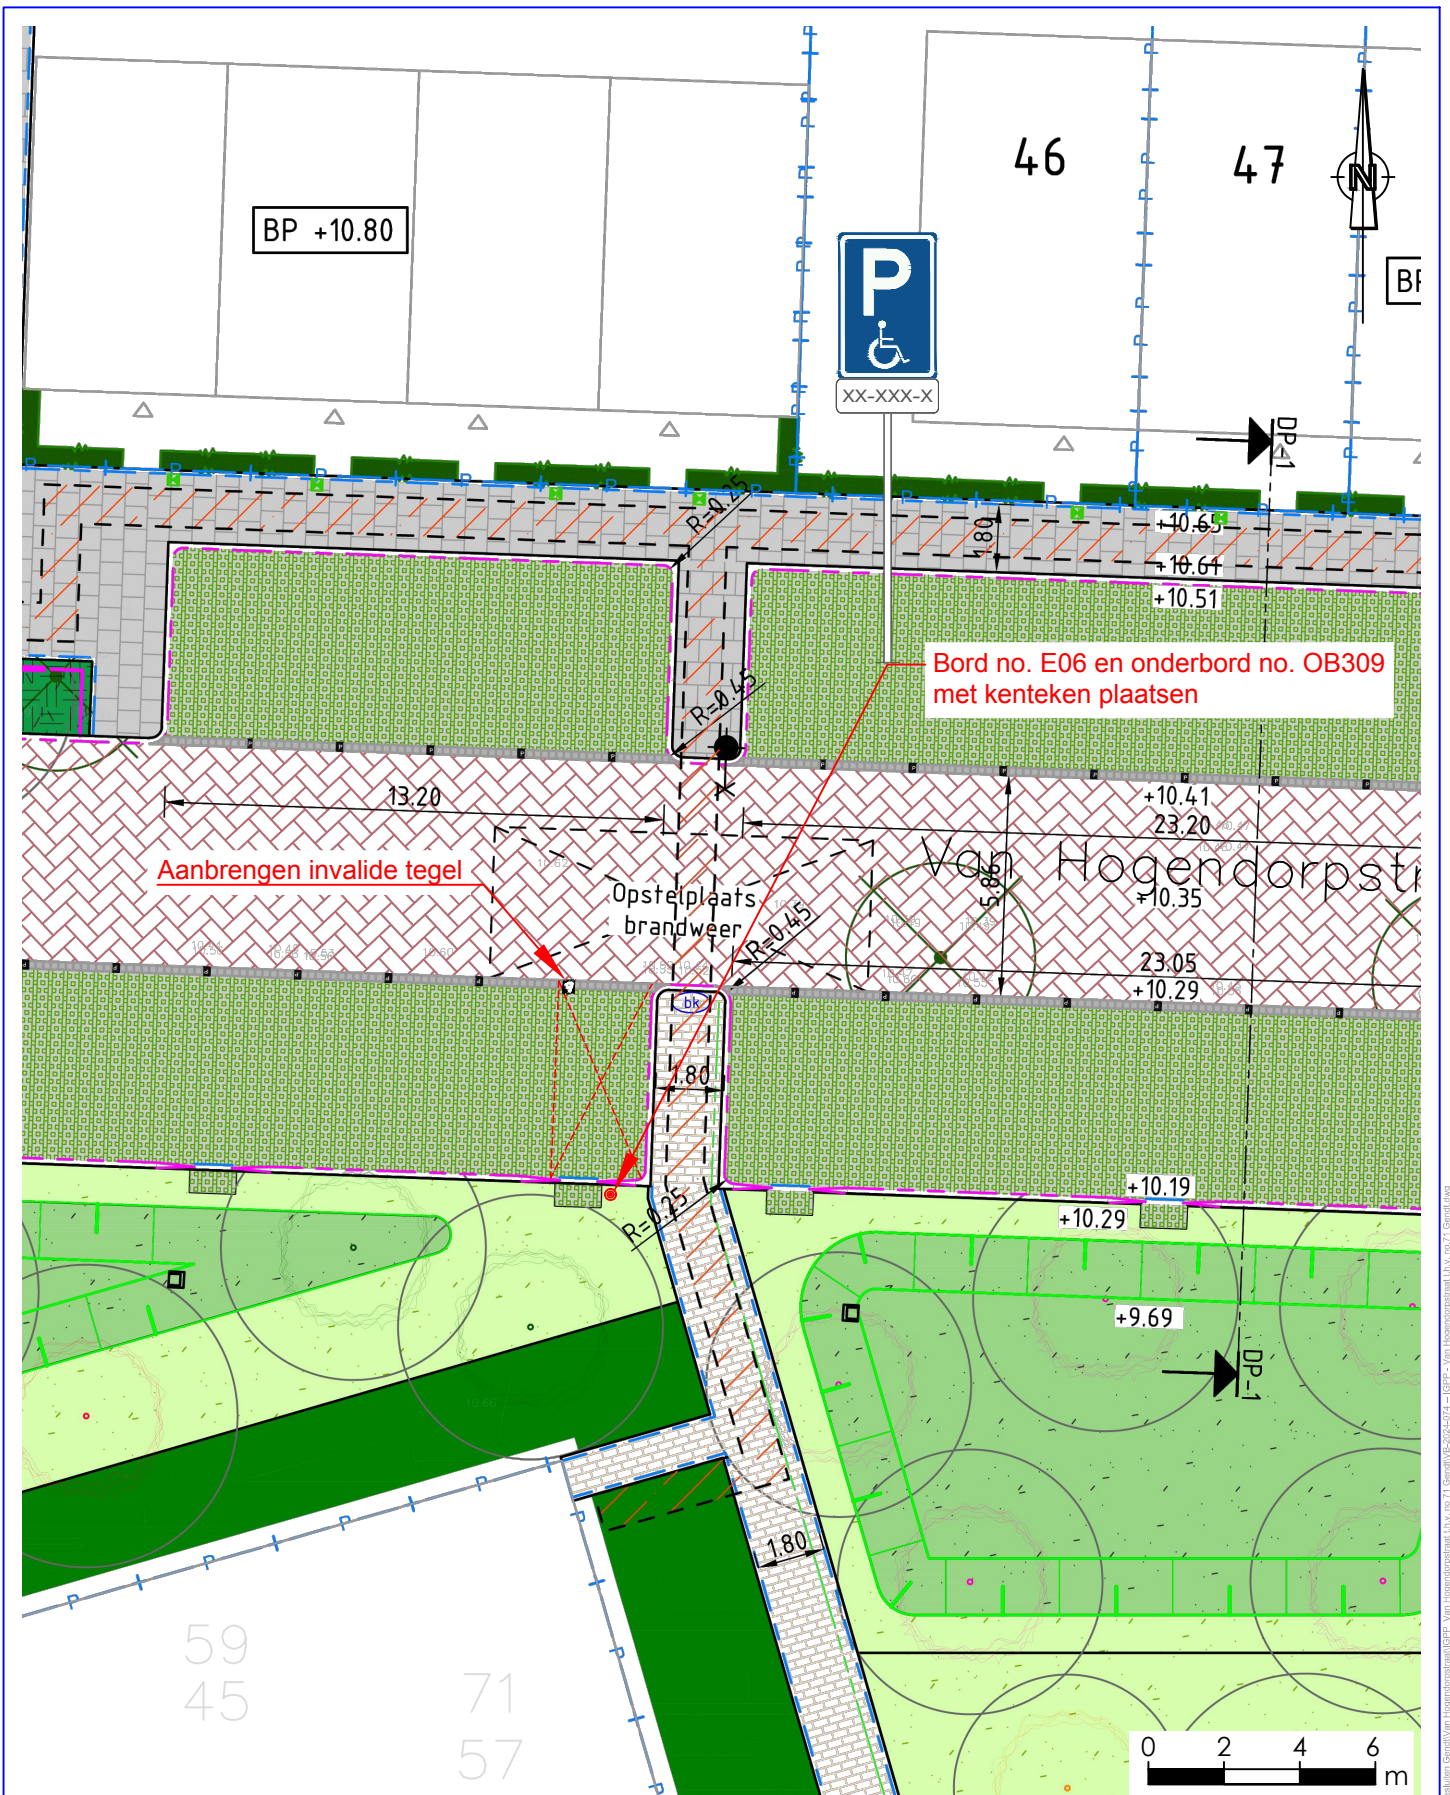 46
47
N
BP +10.80
BP
P
XX-XXX-X
DP-1
R=0.25
1.80
+10.65
+10.61
+10.51
Bord no. E06 en onderbord no. OB309
met kenteken plaatsen
R=0.45
13.20
+10.41
23.20
Van Hogendorpstr
Aanbrengen invalide tegel
Opstelplaats
brandweer
5.86
+10.35
R=0.45
23.05
+10.29
bk
1.80
+10.19
+10.29
R=0.25
+9.69
DP-1
1.80
59
45
71
57
0 2 4 6
m